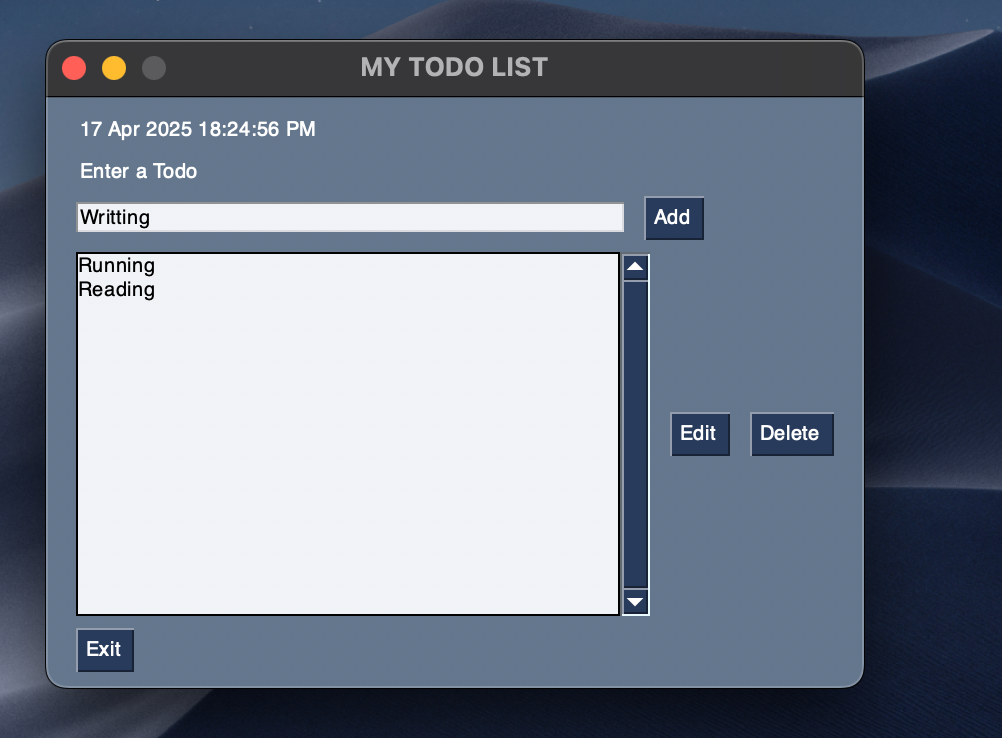 MY TODO LIST
17 Apr 2025 18:24:56 PM
Enter a Todo
Writting
Add
Running
Reading
Edit
Delete
Exit